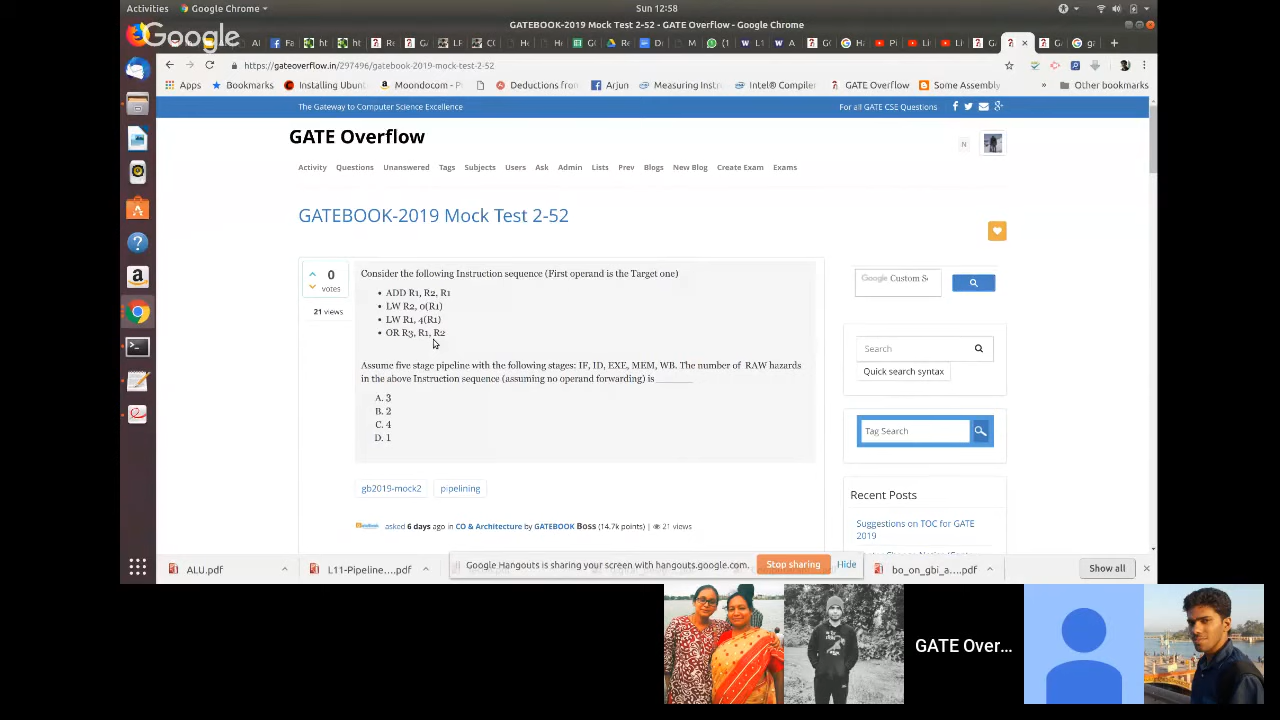 Activities
Google Chrome
Sun 12:58
Google
GATEBOOK-2019 Mock Test 2-52 - GATE Overflow - Google Chrome
https://gateoverflow.in/297496/gatebook-2019-mock-test-2-52
Apps
Bookmarks
Installing Ubunt
Moondocom - F
Deductions from
Arjun
Measuring Instr
Intel® Compiler
GATE Overflow
Some Assembly
»
Other bookmarks
The Gateway to Computer Science Excellence
For all GATE CSE Questions
GATE Overflow
N
Activity Questions Unanswered Tags Subjects Users Ask Admin Lists Prev Blogs New Blog Create Exam Exams
GATEBOOK-2019 Mock Test 2-52
0
votes
21 views
Consider the following Instruction sequence (First operand is the Target one)
• ADD R1, R2, R1
• LW R2, 0(R1)
• LW R1, 4(R1)
• OR R3, R1, R2
Assume five stage pipeline with the following stages: IF, ID, EXE, MEM, WB. The number of RAW hazards
in the above Instruction sequence (assuming no operand forwarding) is ______
A. 3
B. 2
C. 4
D. 1
gb2019-mock2
pipelining
asked 6 days ago in CO & Architecture by GATEBOOK Boss (14.7k points) | 21 views
Google Custom Se
Search
Quick search syntax
Tag Search
Recent Posts
Suggestions on TOC for GATE
2019
ALU.pdf
L11-Pipeline....pdf
Google Hangouts is sharing your screen with hangouts.google.com.
Stop sharing
Hide
bo_on_gbi_a....pdf
Show all
GATE Over...